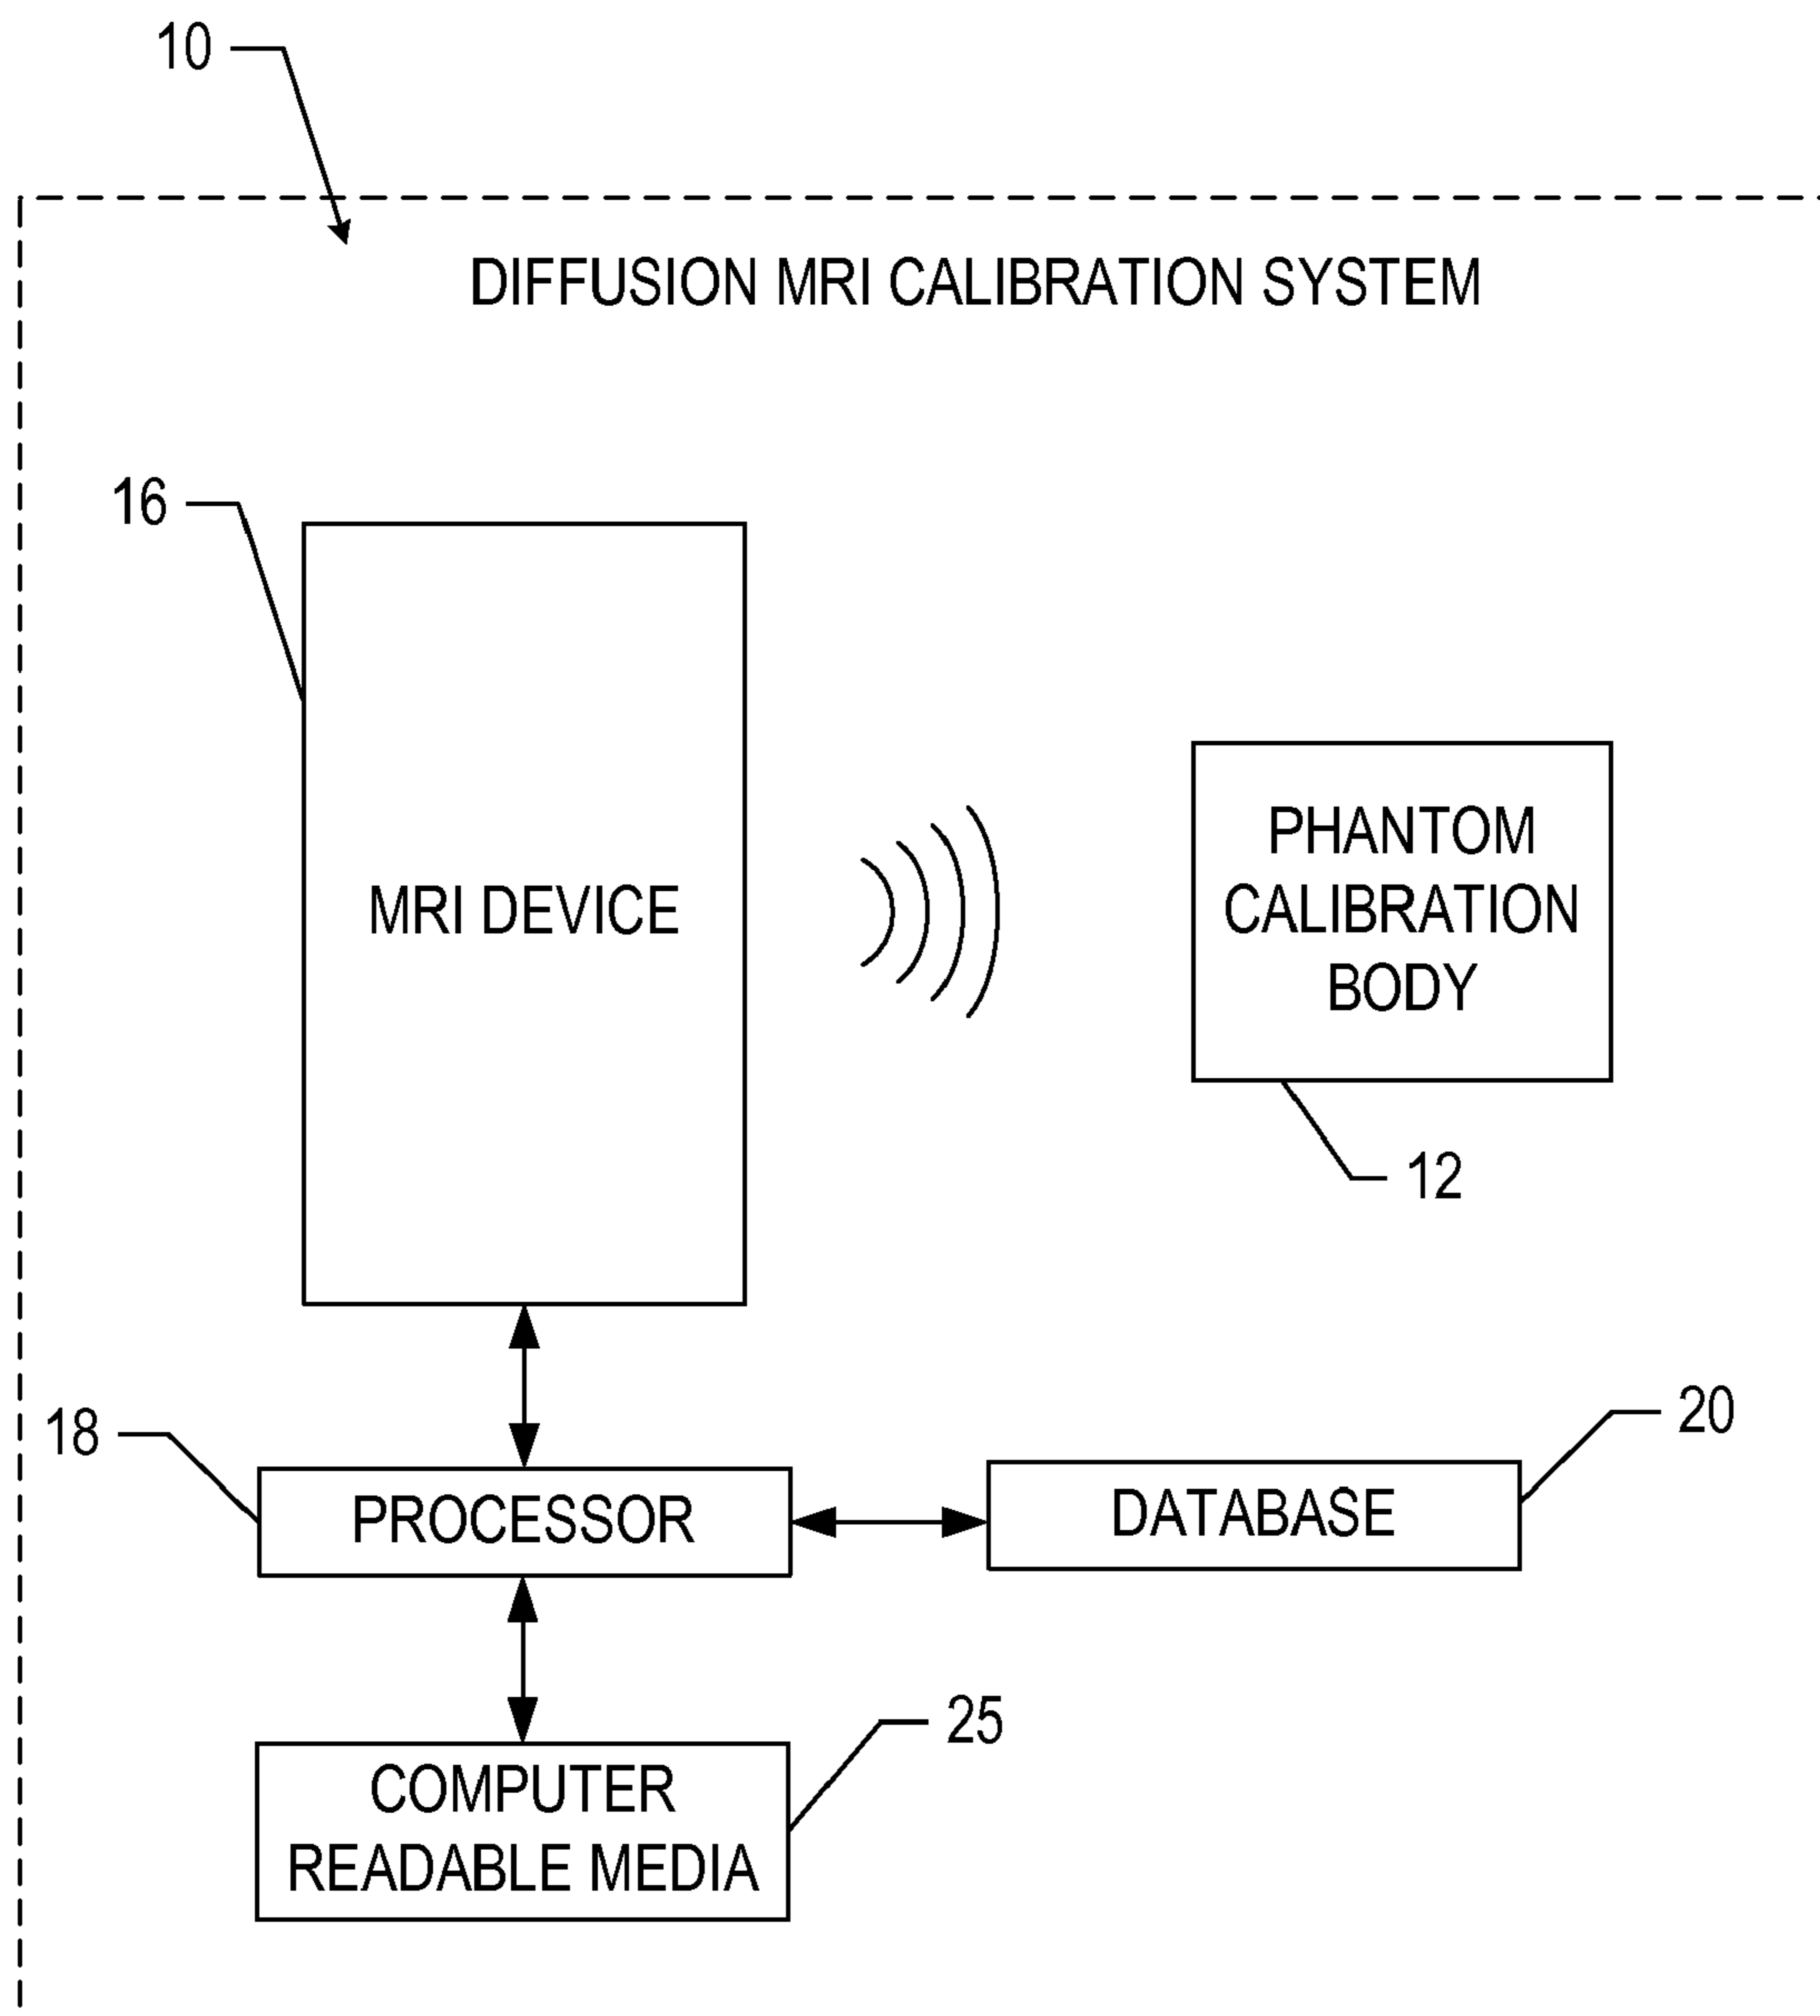 10
DIFFUSION MRI CALIBRATION SYSTEM
16
MRI DEVICE
PHANTOM
CALIBRATION
BODY
12
18
PROCESSOR
DATABASE
20
COMPUTER
READABLE MEDIA
25